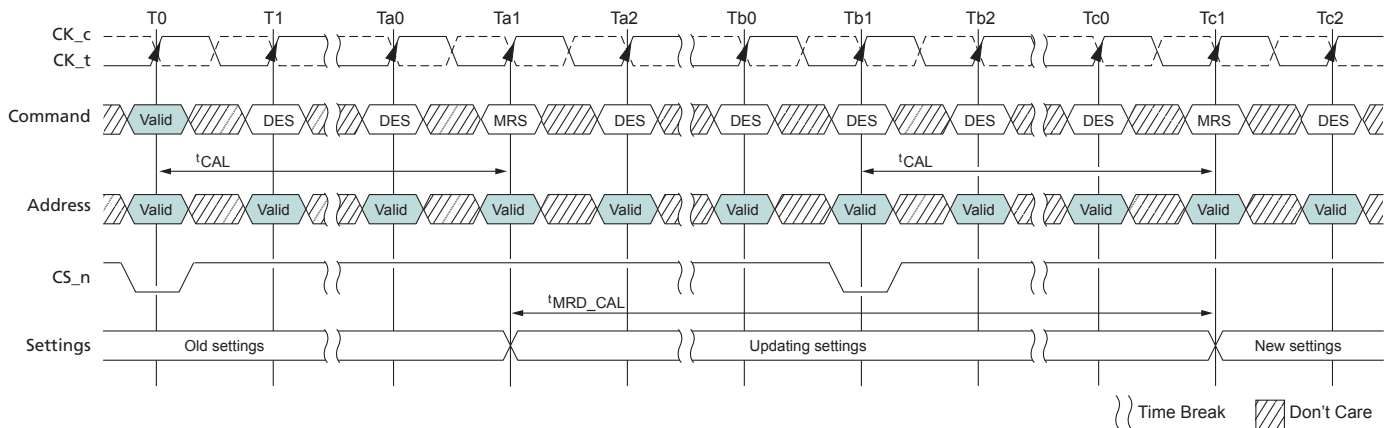 T0 T1 Ta0 Ta1 Ta2 Tb0 Tb1 Tb2 Tc0 Tc1 Tc2
CK_c
CK_t
Command Valid DES DES MRS DES DES DES DES DES MRS DES
tCAL tCAL
Address Valid Valid Valid Valid Valid Valid Valid Valid Valid Valid Valid
CS_n
tMRD_CAL
Settings Old settings Updating settings New settings
Time Break Don't Care